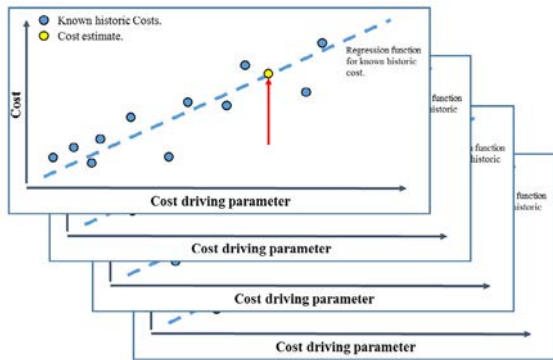 Known historic Costs.
Cost estimate.
Regression function
for known historic
cost.
Cost
Cost driving parameter
function
historic
Cost driving parameter
function
historic
Cost driving parameter
function
historic
Cost driving parameter